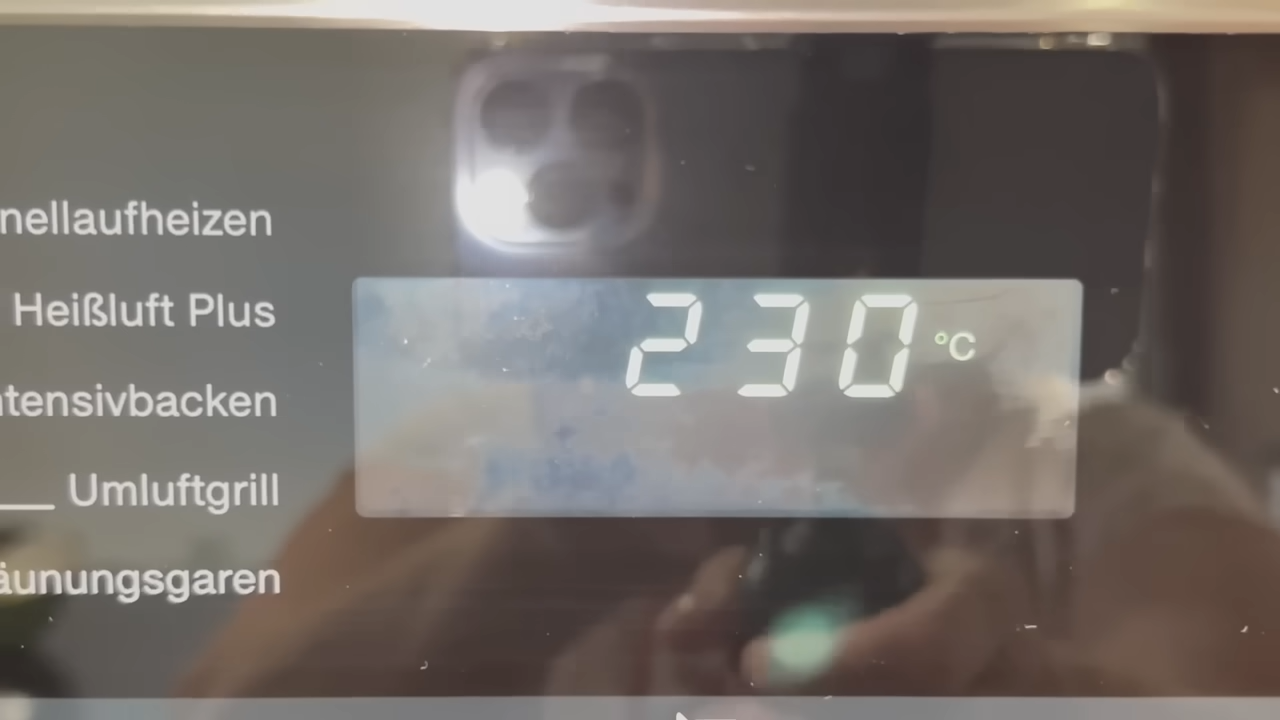 nellaufheizen
Heißluft Plus
230 °C
ntensivbacken
Umluftgrill
äunungsgaren